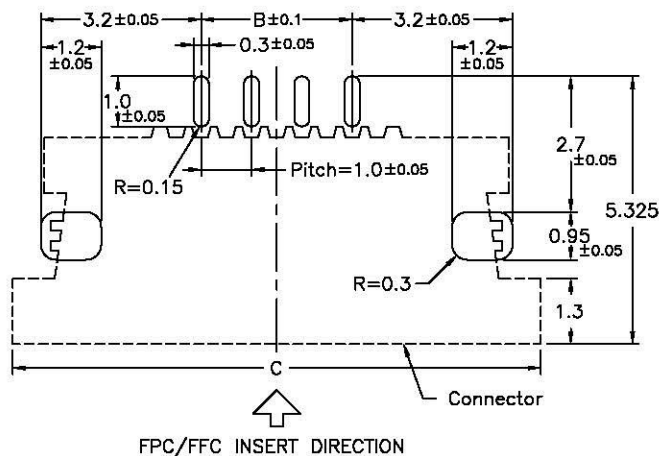 3.2±0.05 B±0.1 3.2±0.05
1.2 ±0.05 0.3±0.05 1.2 ±0.05
1.0 ±0.05
R=0.15 Pitch=1.0±0.05
2.7 ±0.05
5.325
0.95 ±0.05
R=0.3
1.3
C
Connector
FPC/FFC INSERT DIRECTION